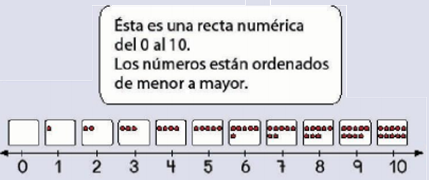 Ésta es una recta numérica
del 0 al 10.
Los números están ordenados
de menor a mayor.
0 1 2 3 4 5 6 7 8 9 10